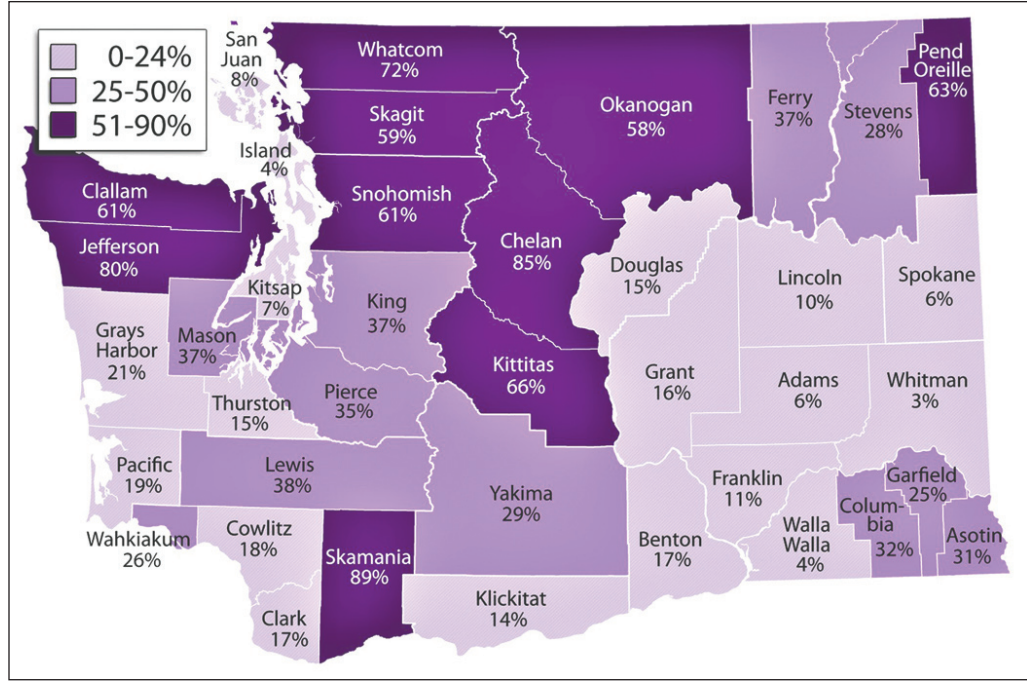 0-24%
25-50%
51-90%
San
Juan
8%
Whatcom
72%
Skagit
59%
Island
4%
Snohomish
61%
Okanogan
58%
Ferry
37%
Stevens
28%
Pend
Oreille
63%
Clallam
61%
Jefferson
80%
Chelan
85%
Douglas
15%
Lincoln
10%
Spokane
6%
Kitsap
7%
King
37%
Grays
Harbor
21%
Mason
37%
Kittitas
66%
Grant
16%
Adams
6%
Whitman
3%
Thurston
15%
Pierce
35%
Pacific
19%
Lewis
38%
Yakima
29%
Franklin
11%
Garfield
25%
Colum-
bia
32%
Asotin
31%
Wahkiakum
26%
Cowlitz
18%
Skamania
89%
Benton
17%
Walla
Walla
4%
Clark
17%
Klickitat
14%